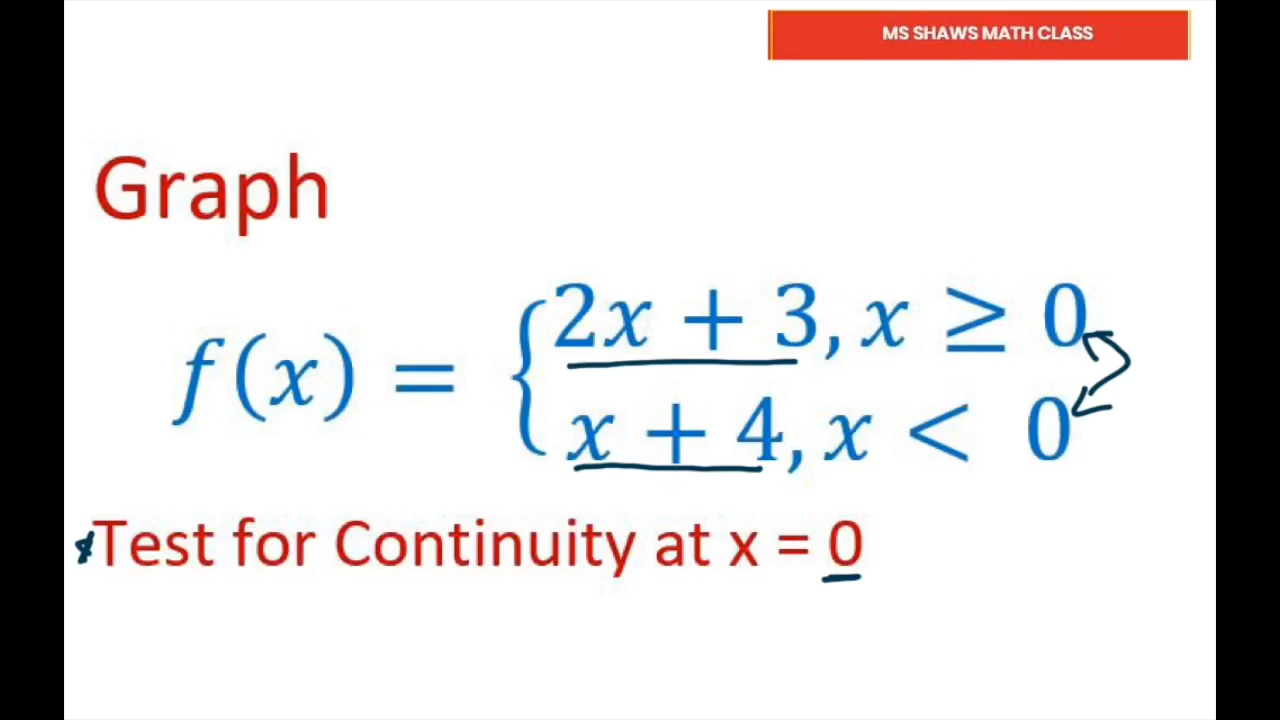 MS SHAWS MATH CLASS
Graph
f(x) = {
2x + 3, x ≥ 0
x + 4, x < 0
*Test for Continuity at x = 0